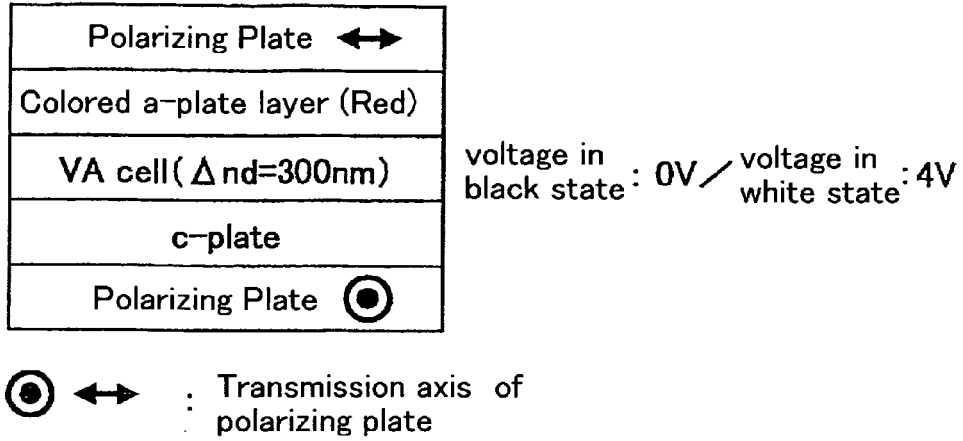 Polarizing Plate
Colored a-plate layer (Red)
VA cell(Δnd=300nm)
voltage in black state: 0V／voltage in white state:4V
c-plate
Polarizing Plate
: Transmission axis of
polarizing plate